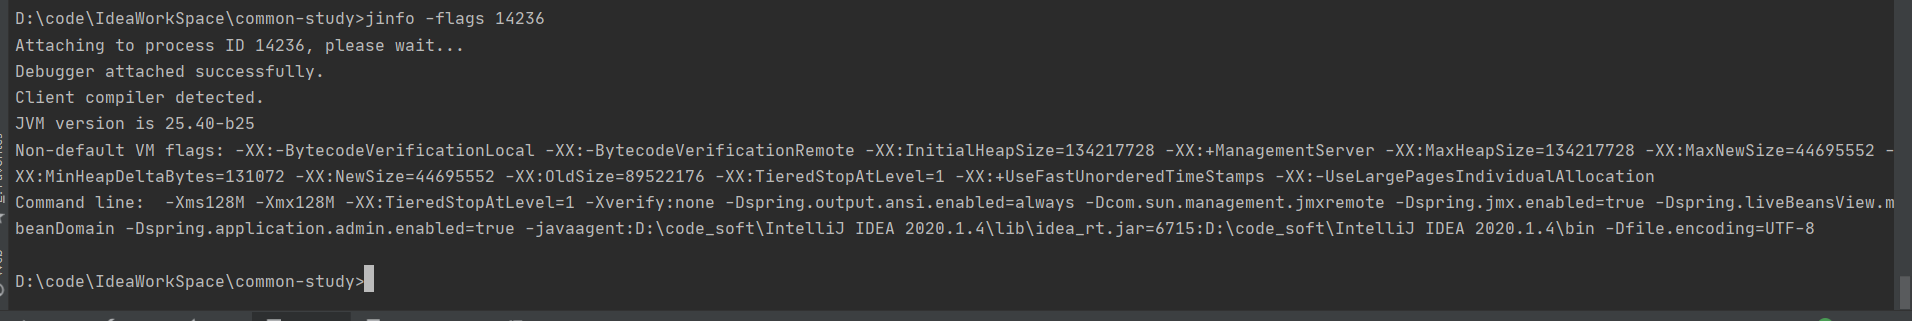 D:\code\IdeaWorkSpace\common-study>jinfo -flags 14236
Attaching to process ID 14236, please wait...
Debugger attached successfully.
Client compiler detected.
JVM version is 25.40-b25
Non-default VM flags: -XX:-BytecodeVerificationLocal -XX:-BytecodeVerificationRemote -XX:InitialHeapSize=134217728 -XX:+ManagementServer -XX:MaxHeapSize=134217728 -XX:MaxNewSize=44695552 -
XX:MinHeapDeltaBytes=131072 -XX:NewSize=44695552 -XX:OldSize=89522176 -XX:TieredStopAtLevel=1 -XX:+UseFastUnorderedTimeStamps -XX:-UseLargePagesIndividualAllocation
Command line:  -Xms128M -Xmx128M -XX:TieredStopAtLevel=1 -Xverify:none -Dspring.output.ansi.enabled=always -Dcom.sun.management.jmxremote -Dspring.jmx.enabled=true -Dspring.liveBeansView.m
beanDomain -Dspring.application.admin.enabled=true -javaagent:D:\code_soft\IntelliJ IDEA 2020.1.4\lib\idea_rt.jar=6715:D:\code_soft\IntelliJ IDEA 2020.1.4\bin -Dfile.encoding=UTF-8
D:\code\IdeaWorkSpace\common-study>